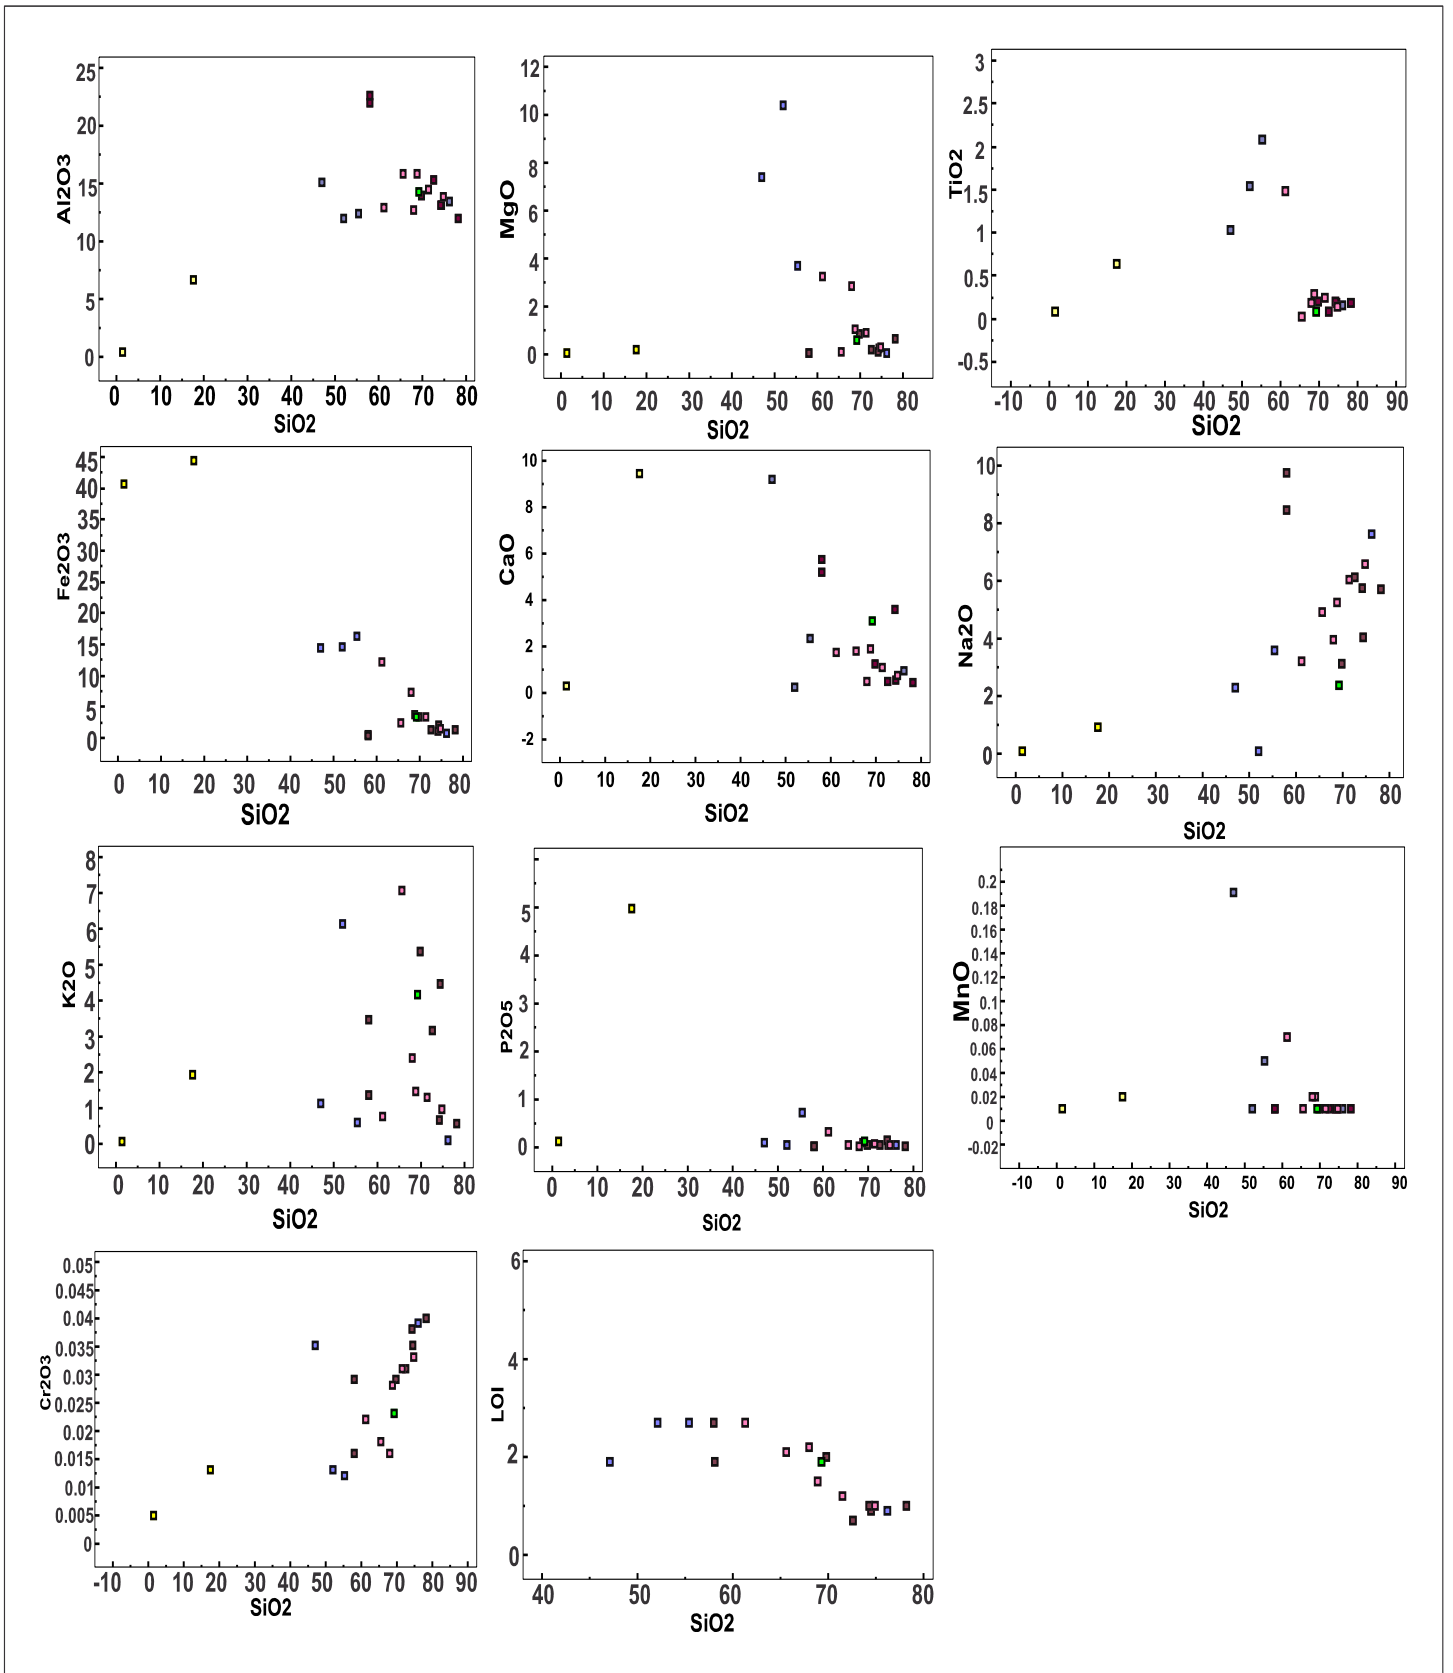 25
20
15
10
5
0
Al2O3
0 10 20 30 40 50 60 70 80
SiO2
12
10
8
6
4
2
0
MgO
0 10 20 30 40 50 60 70 80
SiO2
3
2.5
2
1.5
1
0.5
0
-0.5
TiO2
-10 0 10 20 30 40 50 60 70 80 90
SiO2
45
40
35
30
25
20
15
10
5
0
Fe2O3
0 10 20 30 40 50 60 70 80
SiO2
10
8
6
4
2
0
-2
CaO
0 10 20 30 40 50 60 70 80
SiO2
10
8
6
4
2
0
Na2O
0 10 20 30 40 50 60 70 80
SiO2
8
7
6
5
4
3
2
1
0
K2O
0 10 20 30 40 50 60 70 80
SiO2
5
4
3
2
1
0
P2O5
0 10 20 30 40 50 60 70 80
SiO2
0.2
0.18
0.16
0.14
0.12
0.1
0.08
0.06
0.04
0.02
0
-0.02
MnO
-10 0 10 20 30 40 50 60 70 80 90
SiO2
0.05
0.045
0.04
0.035
0.03
0.025
0.02
0.015
0.01
0.005
0
Cr2O3
-10 0 10 20 30 40 50 60 70 80 90
SiO2
6
4
2
0
LOI
40 50 60 70 80
SiO2